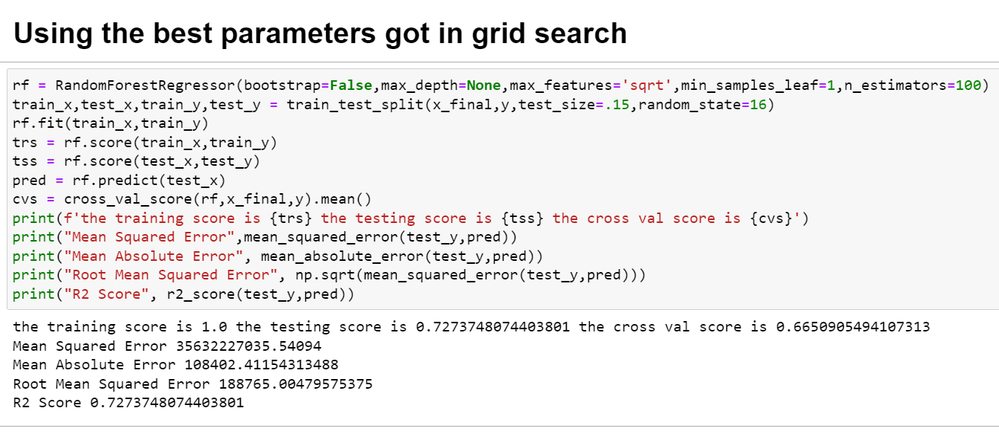 Using the best parameters got in grid search
rf = RandomForestRegressor(bootstrap=False,max_depth=None,max_features='sqrt',min_samples_leaf=1,n_estimators=100)
train_x,test_x,train_y,test_y = train_test_split(x_final,y,test_size=.15,random_state=16)
rf.fit(train_x,train_y)
trs = rf.score(train_x,train_y)
tss = rf.score(test_x,test_y)
pred = rf.predict(test_x)
cvs = cross_val_score(rf,x_final,y).mean()
print(f'the training score is {trs} the testing score is {tss} the cross val score is {cvs}')
print("Mean Squared Error",mean_squared_error(test_y,pred))
print("Mean Absolute Error", mean_absolute_error(test_y,pred))
print("Root Mean Squared Error", np.sqrt(mean_squared_error(test_y,pred)))
print("R2 Score", r2_score(test_y,pred))
the training score is 1.0 the testing score is 0.7273748074403801 the cross val score is 0.6650905494107313
Mean Squared Error 35632227035.54094
Mean Absolute Error 108402.41154313488
Root Mean Squared Error 188765.00479575375
R2 Score 0.7273748074403801